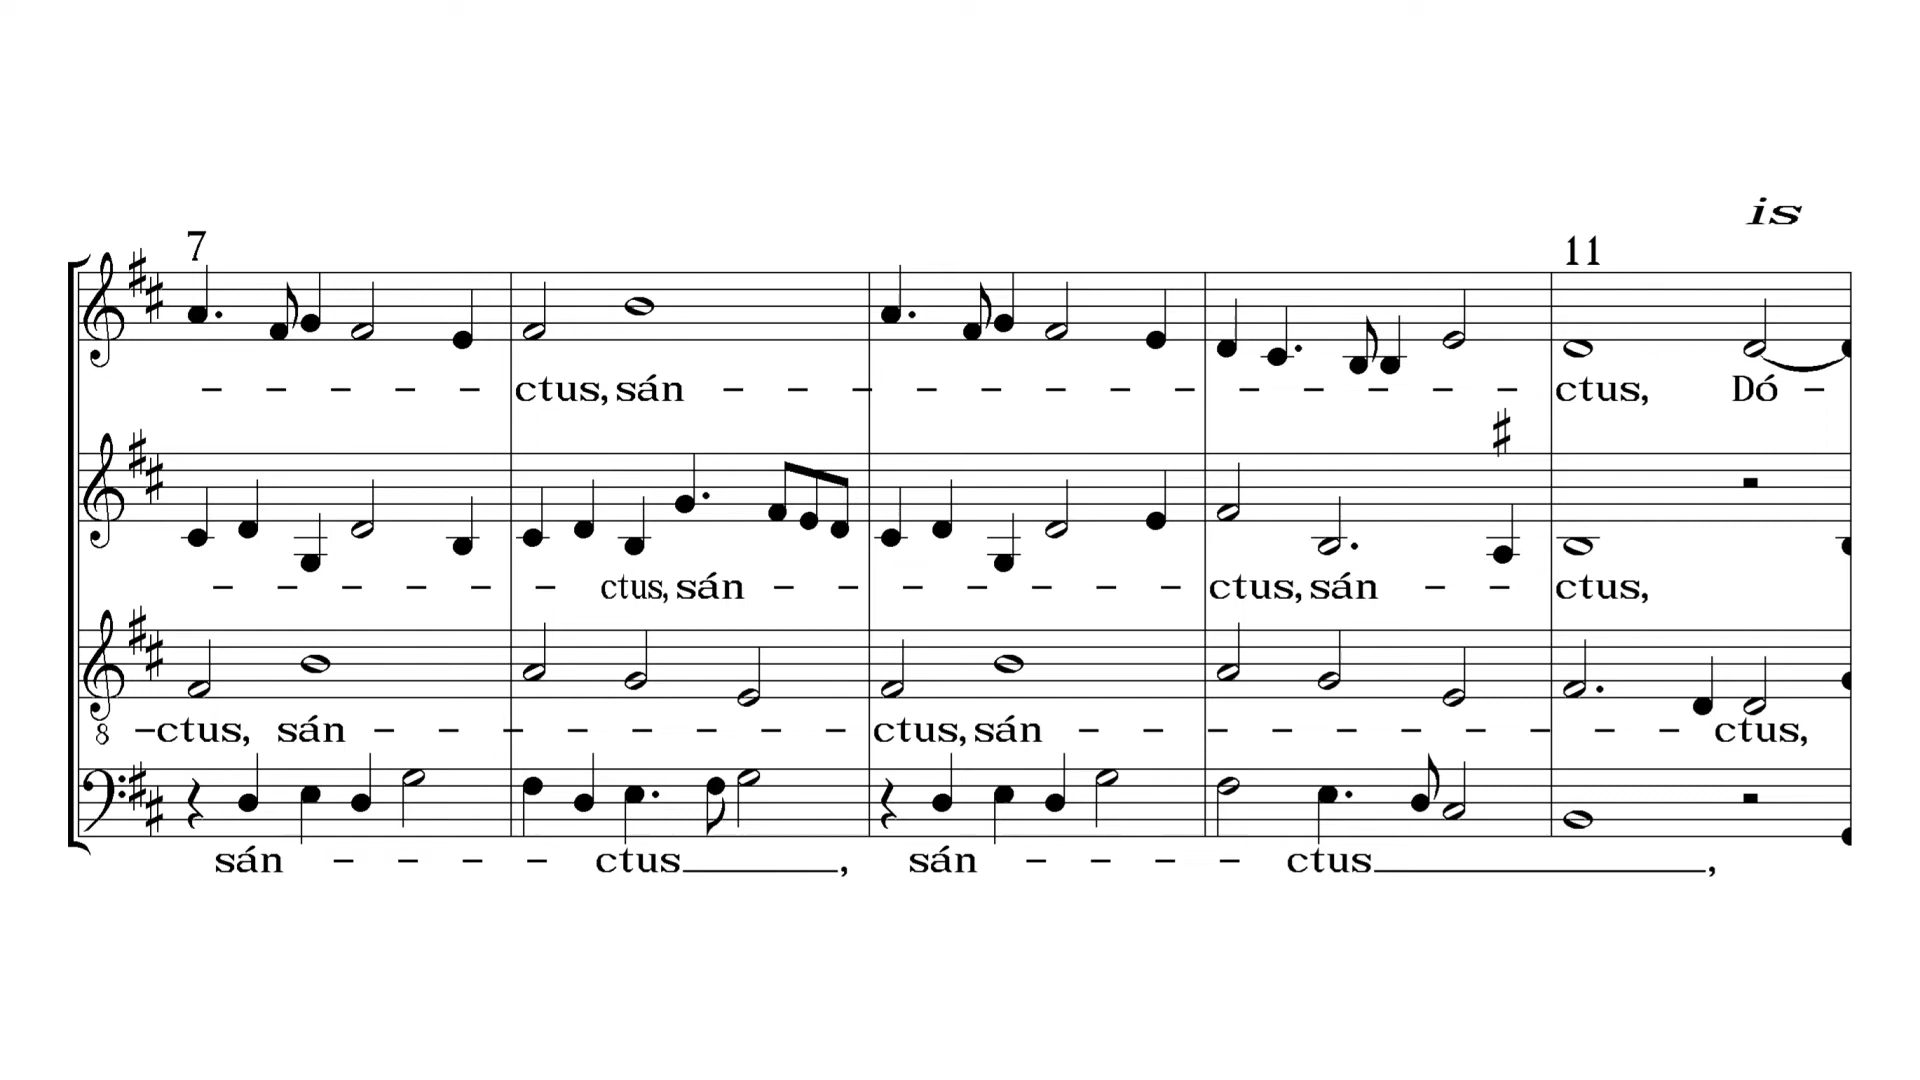 is
7 11
– – – – – ctus, sán – – – – – – – – – – – – – ctus, Dó –
– – – – – – ctus, sán – – – – – – – ctus, sán – – ctus,
8 –ctus, sán – – – – – – – – ctus, sán – – – – – – – – – – ctus,
sán – – – – ctus, sán – – – – ctus,